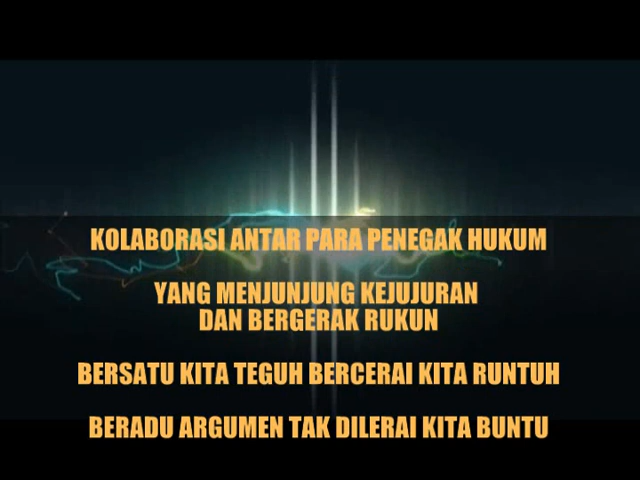 KOLABORASI ANTAR PARA PENEGAK HUKUM
YANG MENJUNJUNG KEJUJURAN
DAN BERGERAK RUKUN
BERSATU KITA TEGUH BERCERAI KITA RUNTUH
BERADU ARGUMEN TAK DILERAI KITA BUNTU